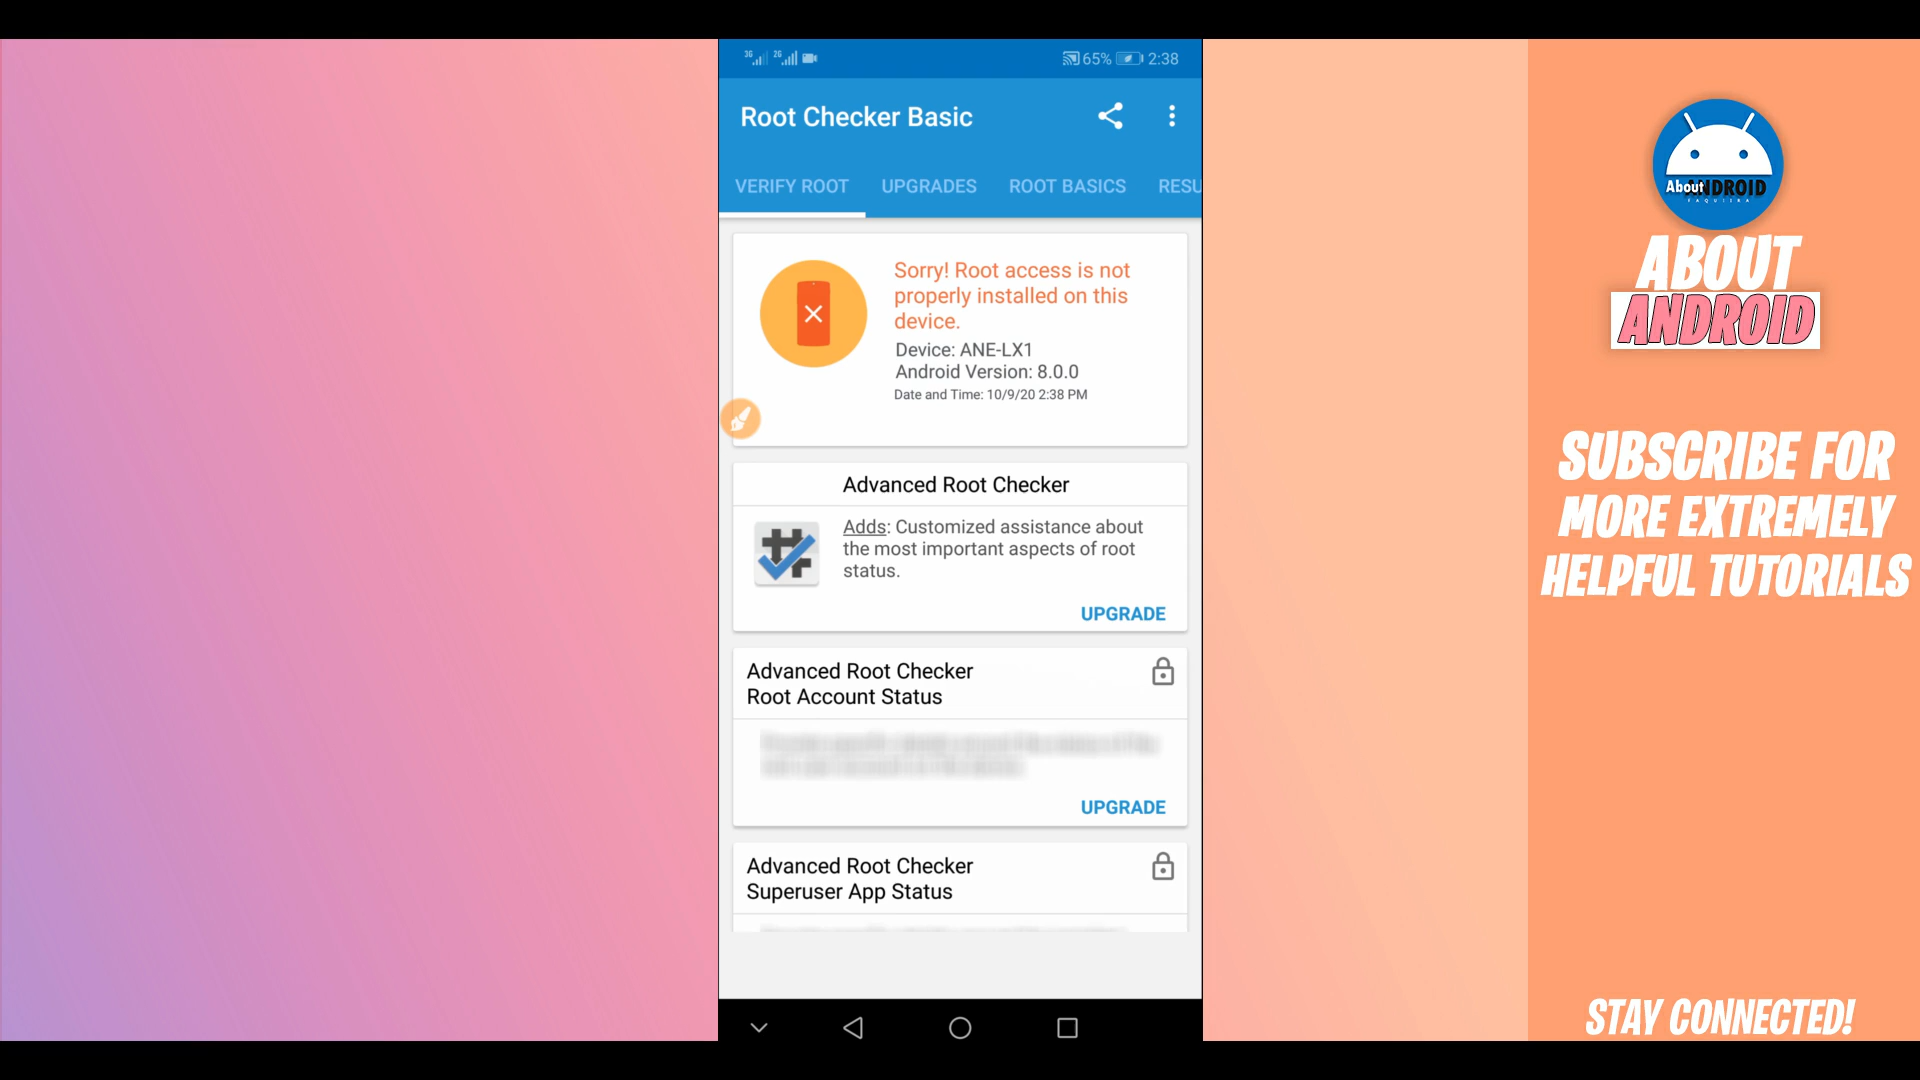 3G 2G 65% 2:38
Root Checker Basic
VERIFY ROOT UPGRADES ROOT BASICS RESU
Sorry! Root access is not
properly installed on this
device.
Device: ANE-LX1
Android Version: 8.0.0
Date and Time: 10/9/20 2:38 PM
Advanced Root Checker
Adds: Customized assistance about
the most important aspects of root
status.
UPGRADE
Advanced Root Checker
Root Account Status
UPGRADE
Advanced Root Checker
Superuser App Status
About ANDROID
FAQUIIRA
ABOUT
ANDROID
SUBSCRIBE FOR
MORE EXTREMELY
HELPFUL TUTORIALS
STAY CONNECTED!